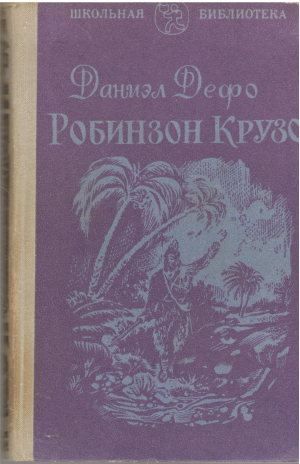 ШКОЛЬНАЯ БИБЛИОТЕКА
Даниэл Дефо
РОБИНЗОН КРУЗО